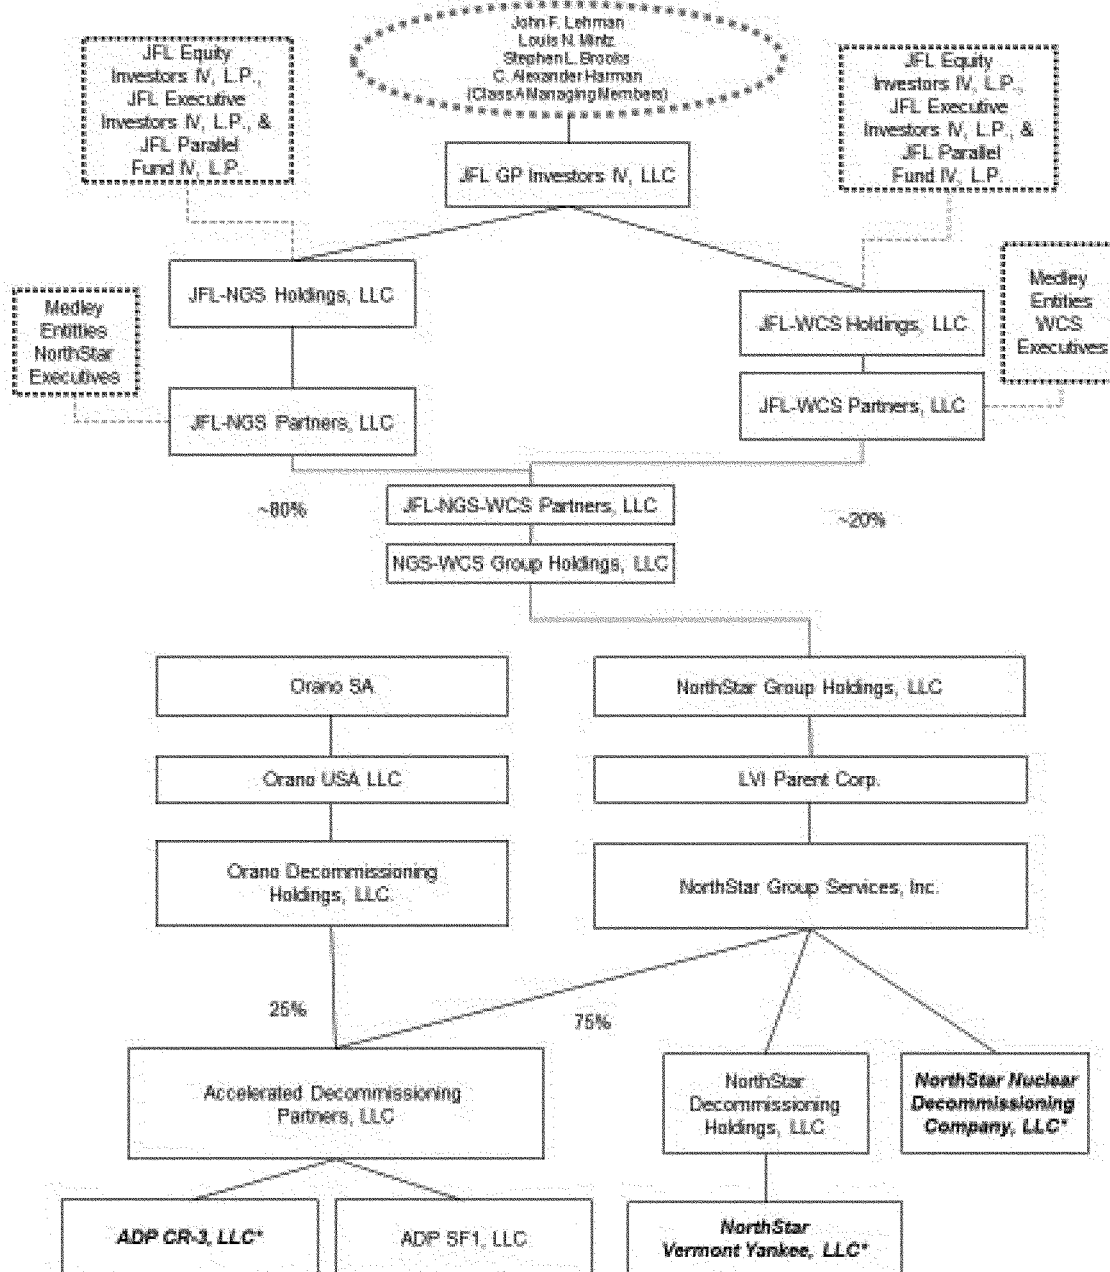 John F. Lehman
Louis N. Mintz
Stephen L. Brooks
C. Alexander Harman
(Class A Managing Members)
JFL Equity
Investors IV, L.P.,
JFL Executive
Investors IV, L.P., &
JFL Parallel
Fund IV, L.P.
JFL Equity
Investors IV, L.P.,
JFL Executive
Investors IV, L.P., &
JFL Parallel
Fund IV, L.P.
JFL GP Investors IV, LLC
JFL-NGS Holdings, LLC
Medley
Entities
NorthStar
Executives
JFL-WCS Holdings, LLC
Medley
Entities
WCS
Executives
JFL-NGS Partners, LLC
JFL-WCS Partners, LLC
~80%
JFL-NGS-WCS Partners, LLC
~20%
NGS-WCS Group Holdings, LLC
Orano SA
NorthStar Group Holdings, LLC
Orano USA LLC
LVI Parent Corp.
Orano Decommissioning
Holdings, LLC
NorthStar Group Services, Inc.
25%
75%
Accelerated Decommissioning
Partners, LLC
NorthStar
Decommissioning
Holdings, LLC
NorthStar Nuclear
Decommissioning
Company, LLC*
ADP CR-3, LLC*
ADP SF1, LLC
NorthStar
Vermont Yankee, LLC*